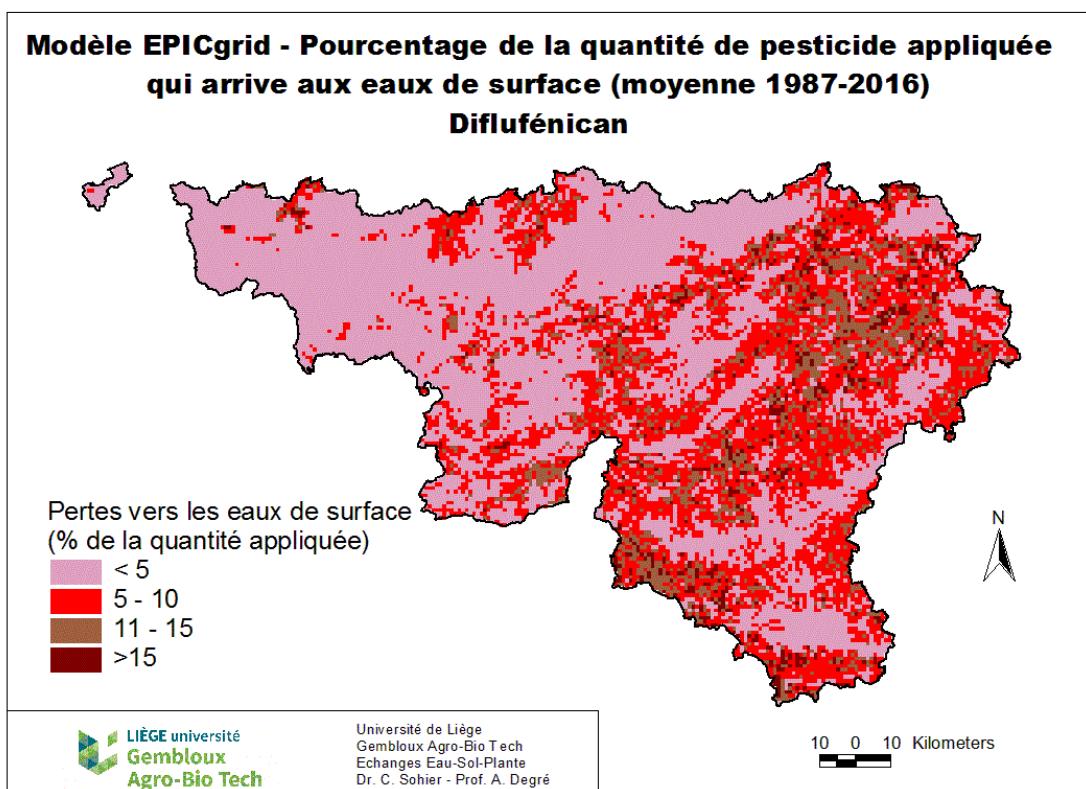 Modèle EPICgrid - Pourcentage de la quantité de pesticide appliquée
qui arrive aux eaux de surface (moyenne 1987-2016)
Diflufénican
Pertes vers les eaux de surface
(% de la quantité appliquée)
< 5
5 - 10
11 - 15
>15
N
10 0 10 Kilometers
LIÈGE université
Gembloux
Agro-Bio Tech
Université de Liège
Gembloux Agro-Bio Tech
Echanges Eau-Sol-Plante
Dr. C. Sohier - Prof. A. Degré